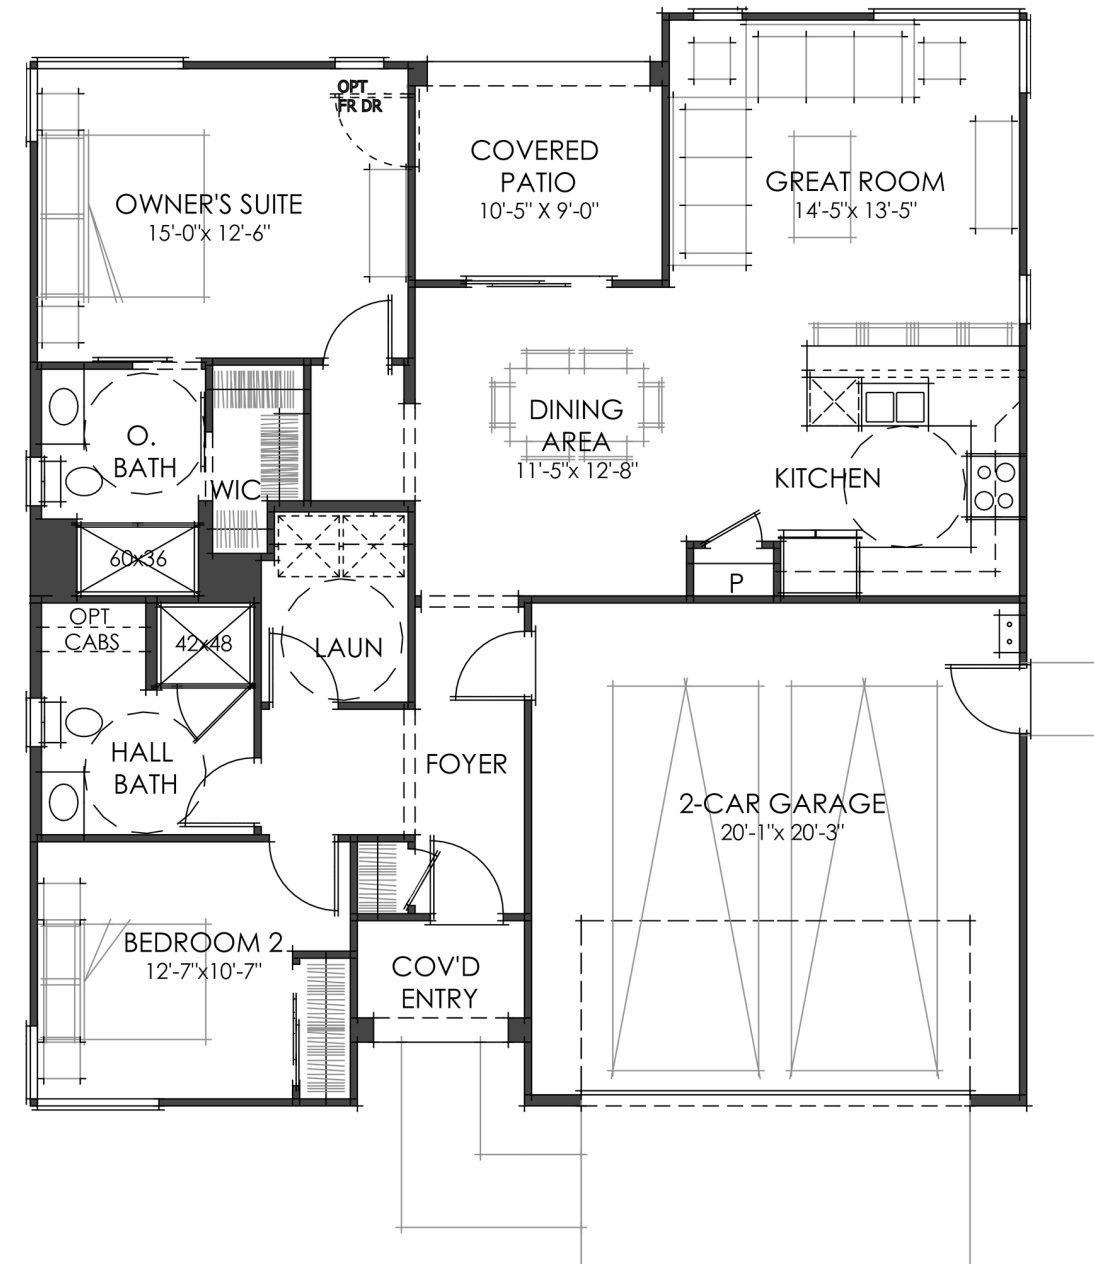 OPT
FR DR
COVERED
PATIO
10'-5" X 9'-0"
GREAT ROOM
14'-5"x 13'-5"
OWNER'S SUITE
15'-0"x 12'-6"
DINING
AREA
11'-5"x 12'-8"
O.
BATH
WIC
KITCHEN
60x36
P
OPT
CABS
42x48
LAUN
HALL
BATH
FOYER
2-CAR GARAGE
20'-1"x 20'-3"
BEDROOM 2
12'-7"x10'-7"
COV'D
ENTRY